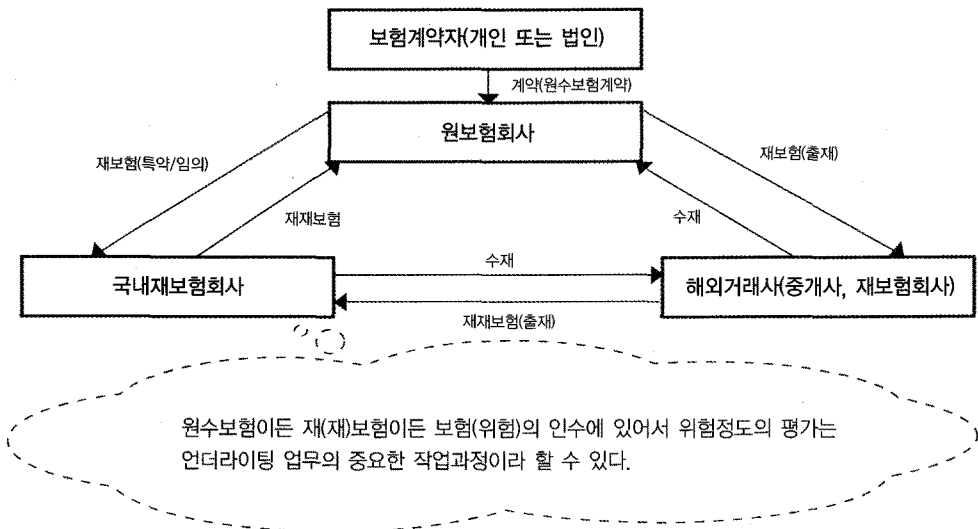 보험계약자(개인 또는 법인)
계약(원수보험계약)
원보험회사
재보험(특약/임의)
재보험(출재)
재재보험
수재
수재
국내재보험회사
해외거래사(중개사, 재보험회사)
재재보험(출재)
원수보험이든 재(재)보험이든 보험(위험)의 인수에 있어서 위험정도의 평가는
언더라이팅 업무의 중요한 작업과정이라 할 수 있다.